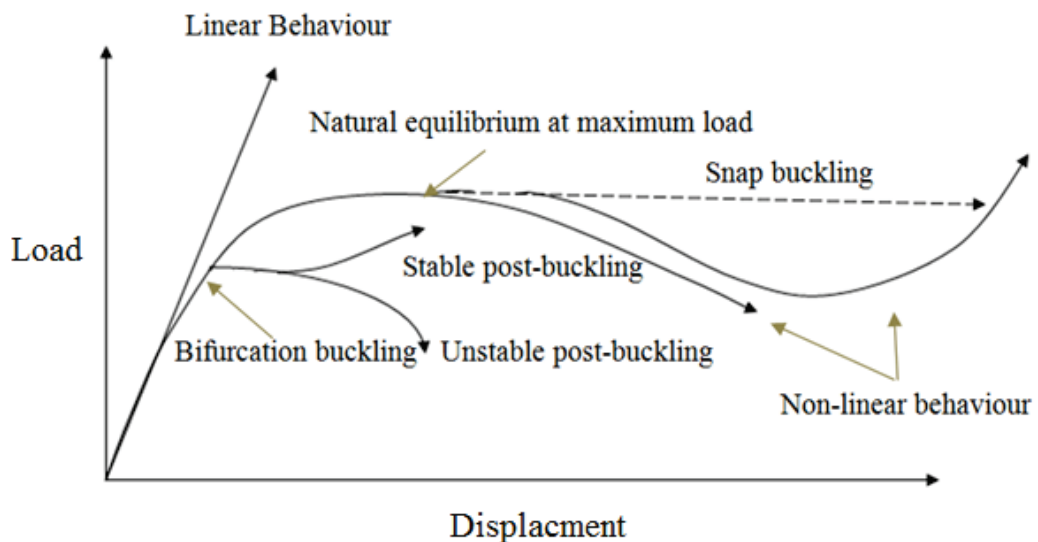 Linear Behaviour
Natural equilibrium at maximum load
Snap buckling
Load
Stable post-buckling
Bifurcation buckling
Unstable post-buckling
Non-linear behaviour
Displacment